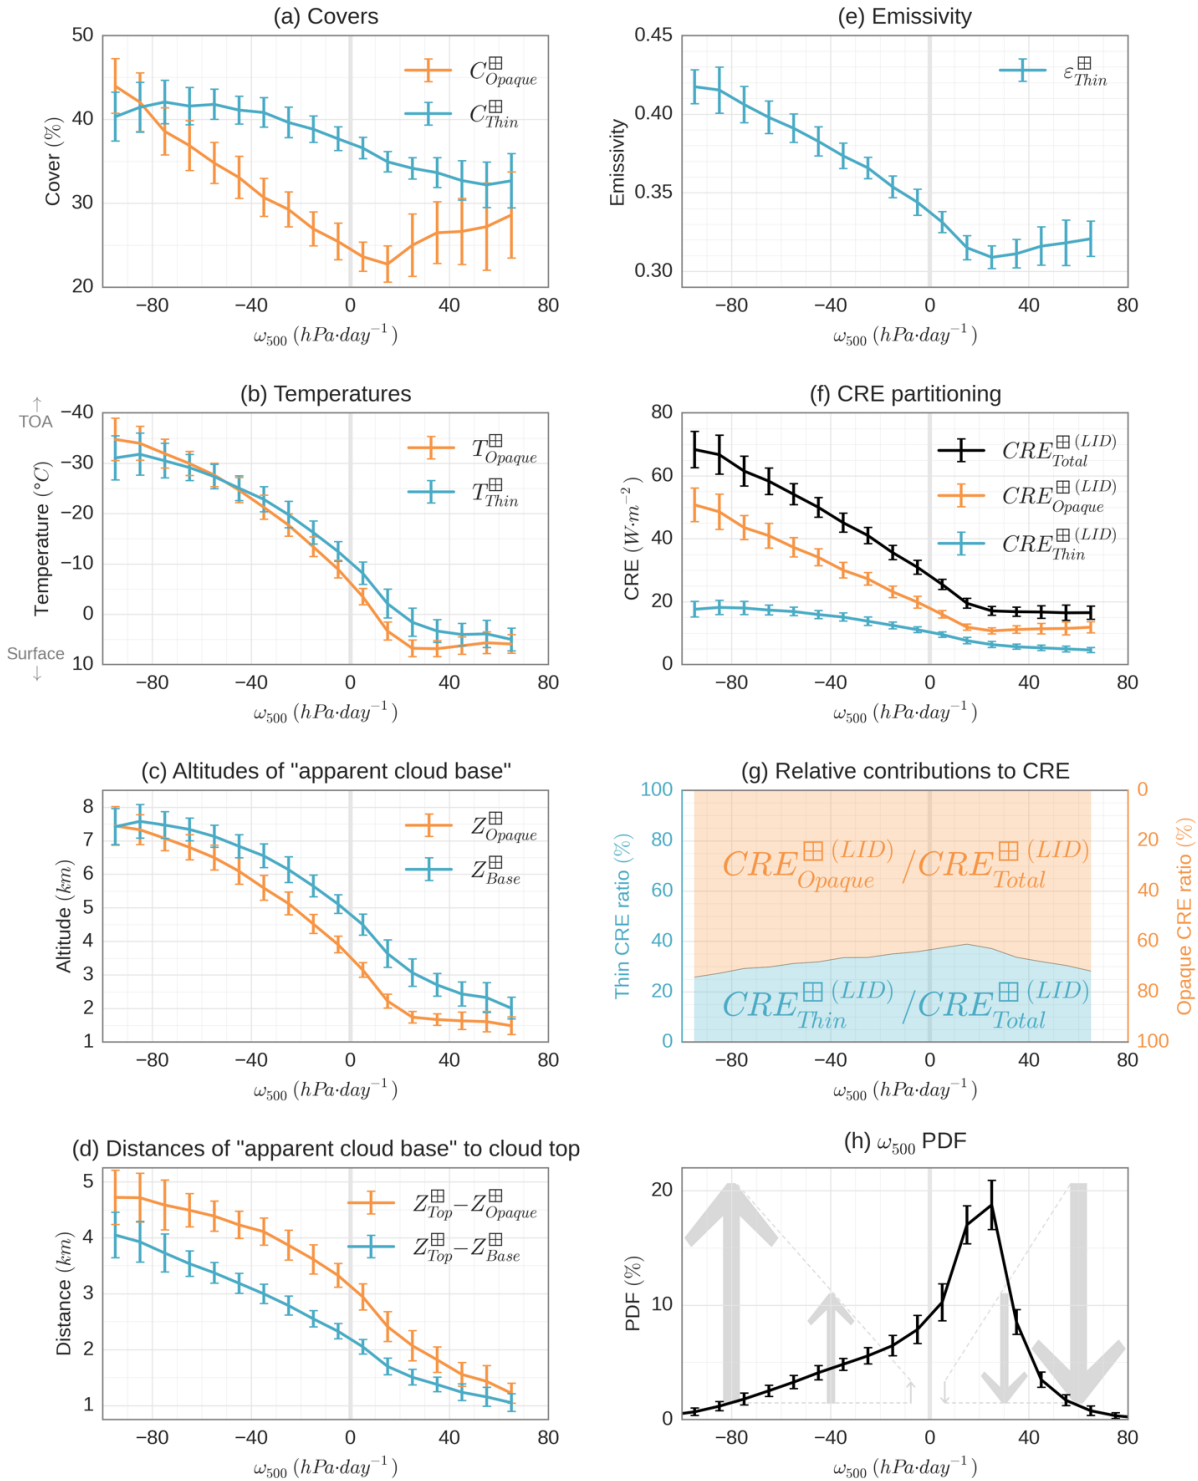 (a) Covers
Cover (%)
50
40
30
20
C⊞Opaque
C⊞Thin
−80 −40 0 40 80
ω500 (hPa·day−1)
(e) Emissivity
Emissivity
0.45
0.40
0.35
0.30
ε⊞Thin
−80 −40 0 40 80
ω500 (hPa·day−1)
(b) Temperatures
↑
TOA
Temperature (°C)
Surface
↓
−40
−30
−20
−10
0
10
T⊞Opaque
T⊞Thin
−80 −40 0 40 80
ω500 (hPa·day−1)
(f) CRE partitioning
CRE (W·m−2)
80
60
40
20
0
CRE⊞(LID)Total
CRE⊞(LID)Opaque
CRE⊞(LID)Thin
−80 −40 0 40 80
ω500 (hPa·day−1)
(c) Altitudes of "apparent cloud base"
Altitude (km)
8
7
6
5
4
3
2
1
Z⊞Opaque
Z⊞Base
−80 −40 0 40 80
ω500 (hPa·day−1)
(g) Relative contributions to CRE
Thin CRE ratio (%)
100
80
60
40
20
0
CRE⊞(LID)Opaque / CRE⊞(LID)Total
CRE⊞(LID)Thin / CRE⊞(LID)Total
0
20
40
60
80
100
Opaque CRE ratio (%)
−80 −40 0 40 80
ω500 (hPa·day−1)
(d) Distances of "apparent cloud base" to cloud top
Distance (km)
5
4
3
2
1
Z⊞Top−Z⊞Opaque
Z⊞Top−Z⊞Base
−80 −40 0 40 80
ω500 (hPa·day−1)
(h) ω500 PDF
PDF (%)
20
10
0
−80 −40 0 40 80
ω500 (hPa·day−1)